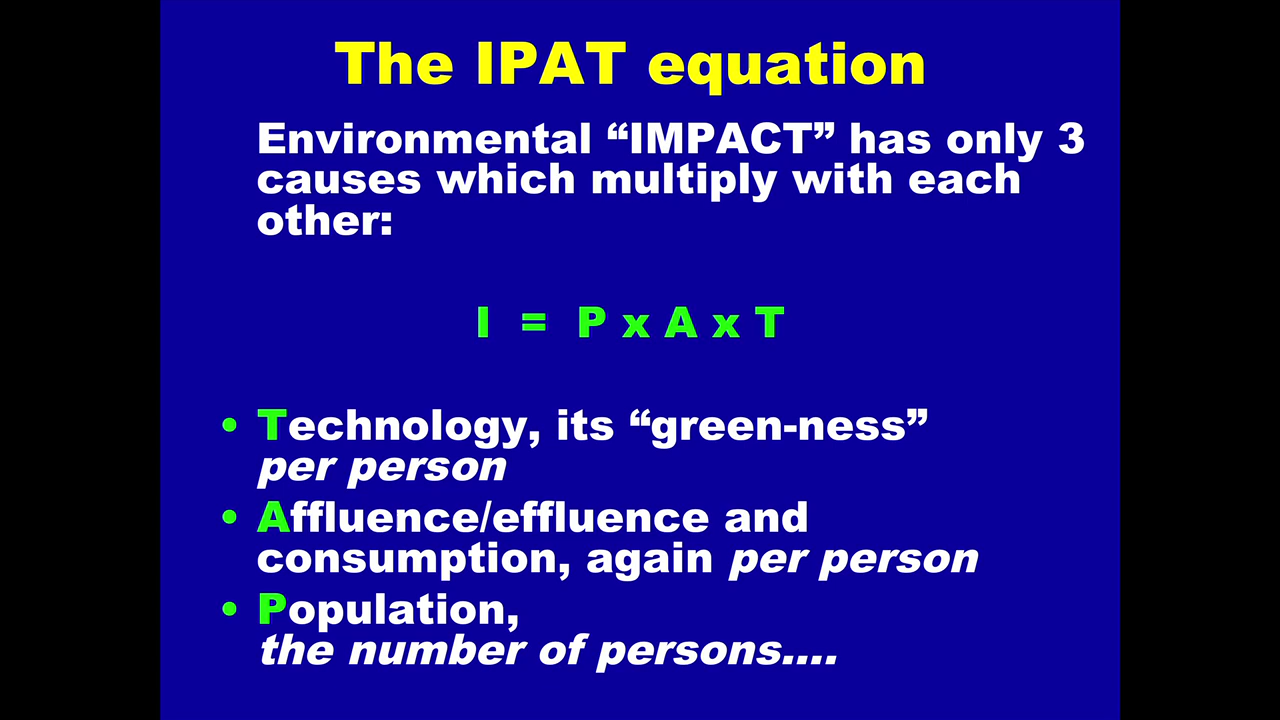 The IPAT equation
Environmental “IMPACT” has only 3
causes which multiply with each
other:
I = P x A x T
• Technology, its “green-ness”
per person
• Affluence/effluence and
consumption, again per person
• Population,
the number of persons....